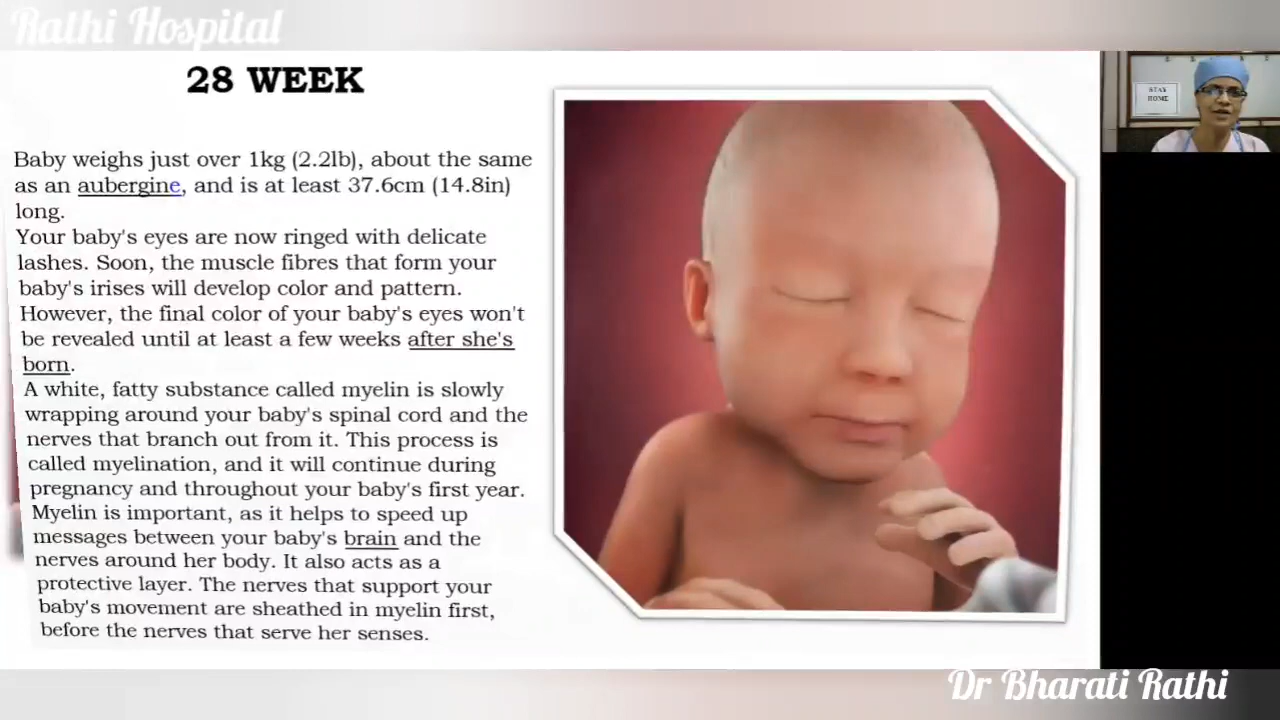 Rathi Hospital
28 WEEK
Baby weighs just over 1kg (2.2lb), about the same
as an aubergine, and is at least 37.6cm (14.8in)
long.
Your baby's eyes are now ringed with delicate
lashes. Soon, the muscle fibres that form your
baby's irises will develop color and pattern.
However, the final color of your baby's eyes won't
be revealed until at least a few weeks after she's
born.
A white, fatty substance called myelin is slowly
wrapping around your baby's spinal cord and the
nerves that branch out from it. This process is
called myelination, and it will continue during
pregnancy and throughout your baby's first year.
Myelin is important, as it helps to speed up
messages between your baby's brain and the
nerves around her body. It also acts as a
protective layer. The nerves that support your
baby's movement are sheathed in myelin first,
before the nerves that serve her senses.
STAY
HOME
Dr Bharati Rathi